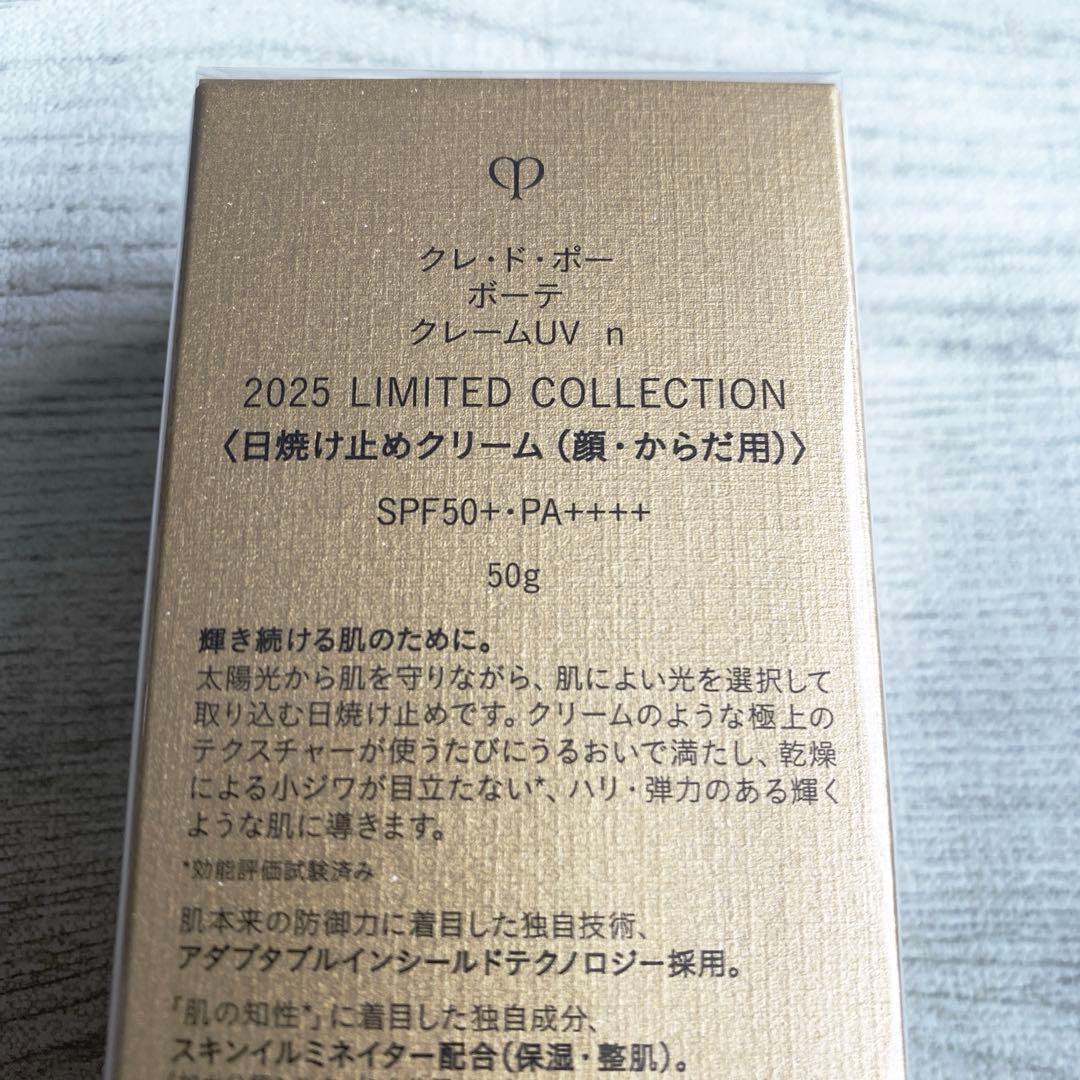 クレ・ド・ポー
ボーテ
クレームUV n
2025 LIMITED COLLECTION
〈日焼け止めクリーム（顔・からだ用）〉
SPF50+・PA++++
50g
輝き続ける肌のために。
太陽光から肌を守りながら、肌によい光を選択して
取り込む日焼け止めです。クリームのような極上の
テクスチャーが使うたびにうるおいで満たし、乾燥
による小ジワが目立たない*、ハリ・弾力のある輝く
ような肌に導きます。
*効能評価試験済み
肌本来の防御力に着目した独自技術、
アダプタブルインシールドテクノロジー採用。
「肌の知性*」に着目した独自成分、
スキンイルミネイター配合（保湿・整肌）。